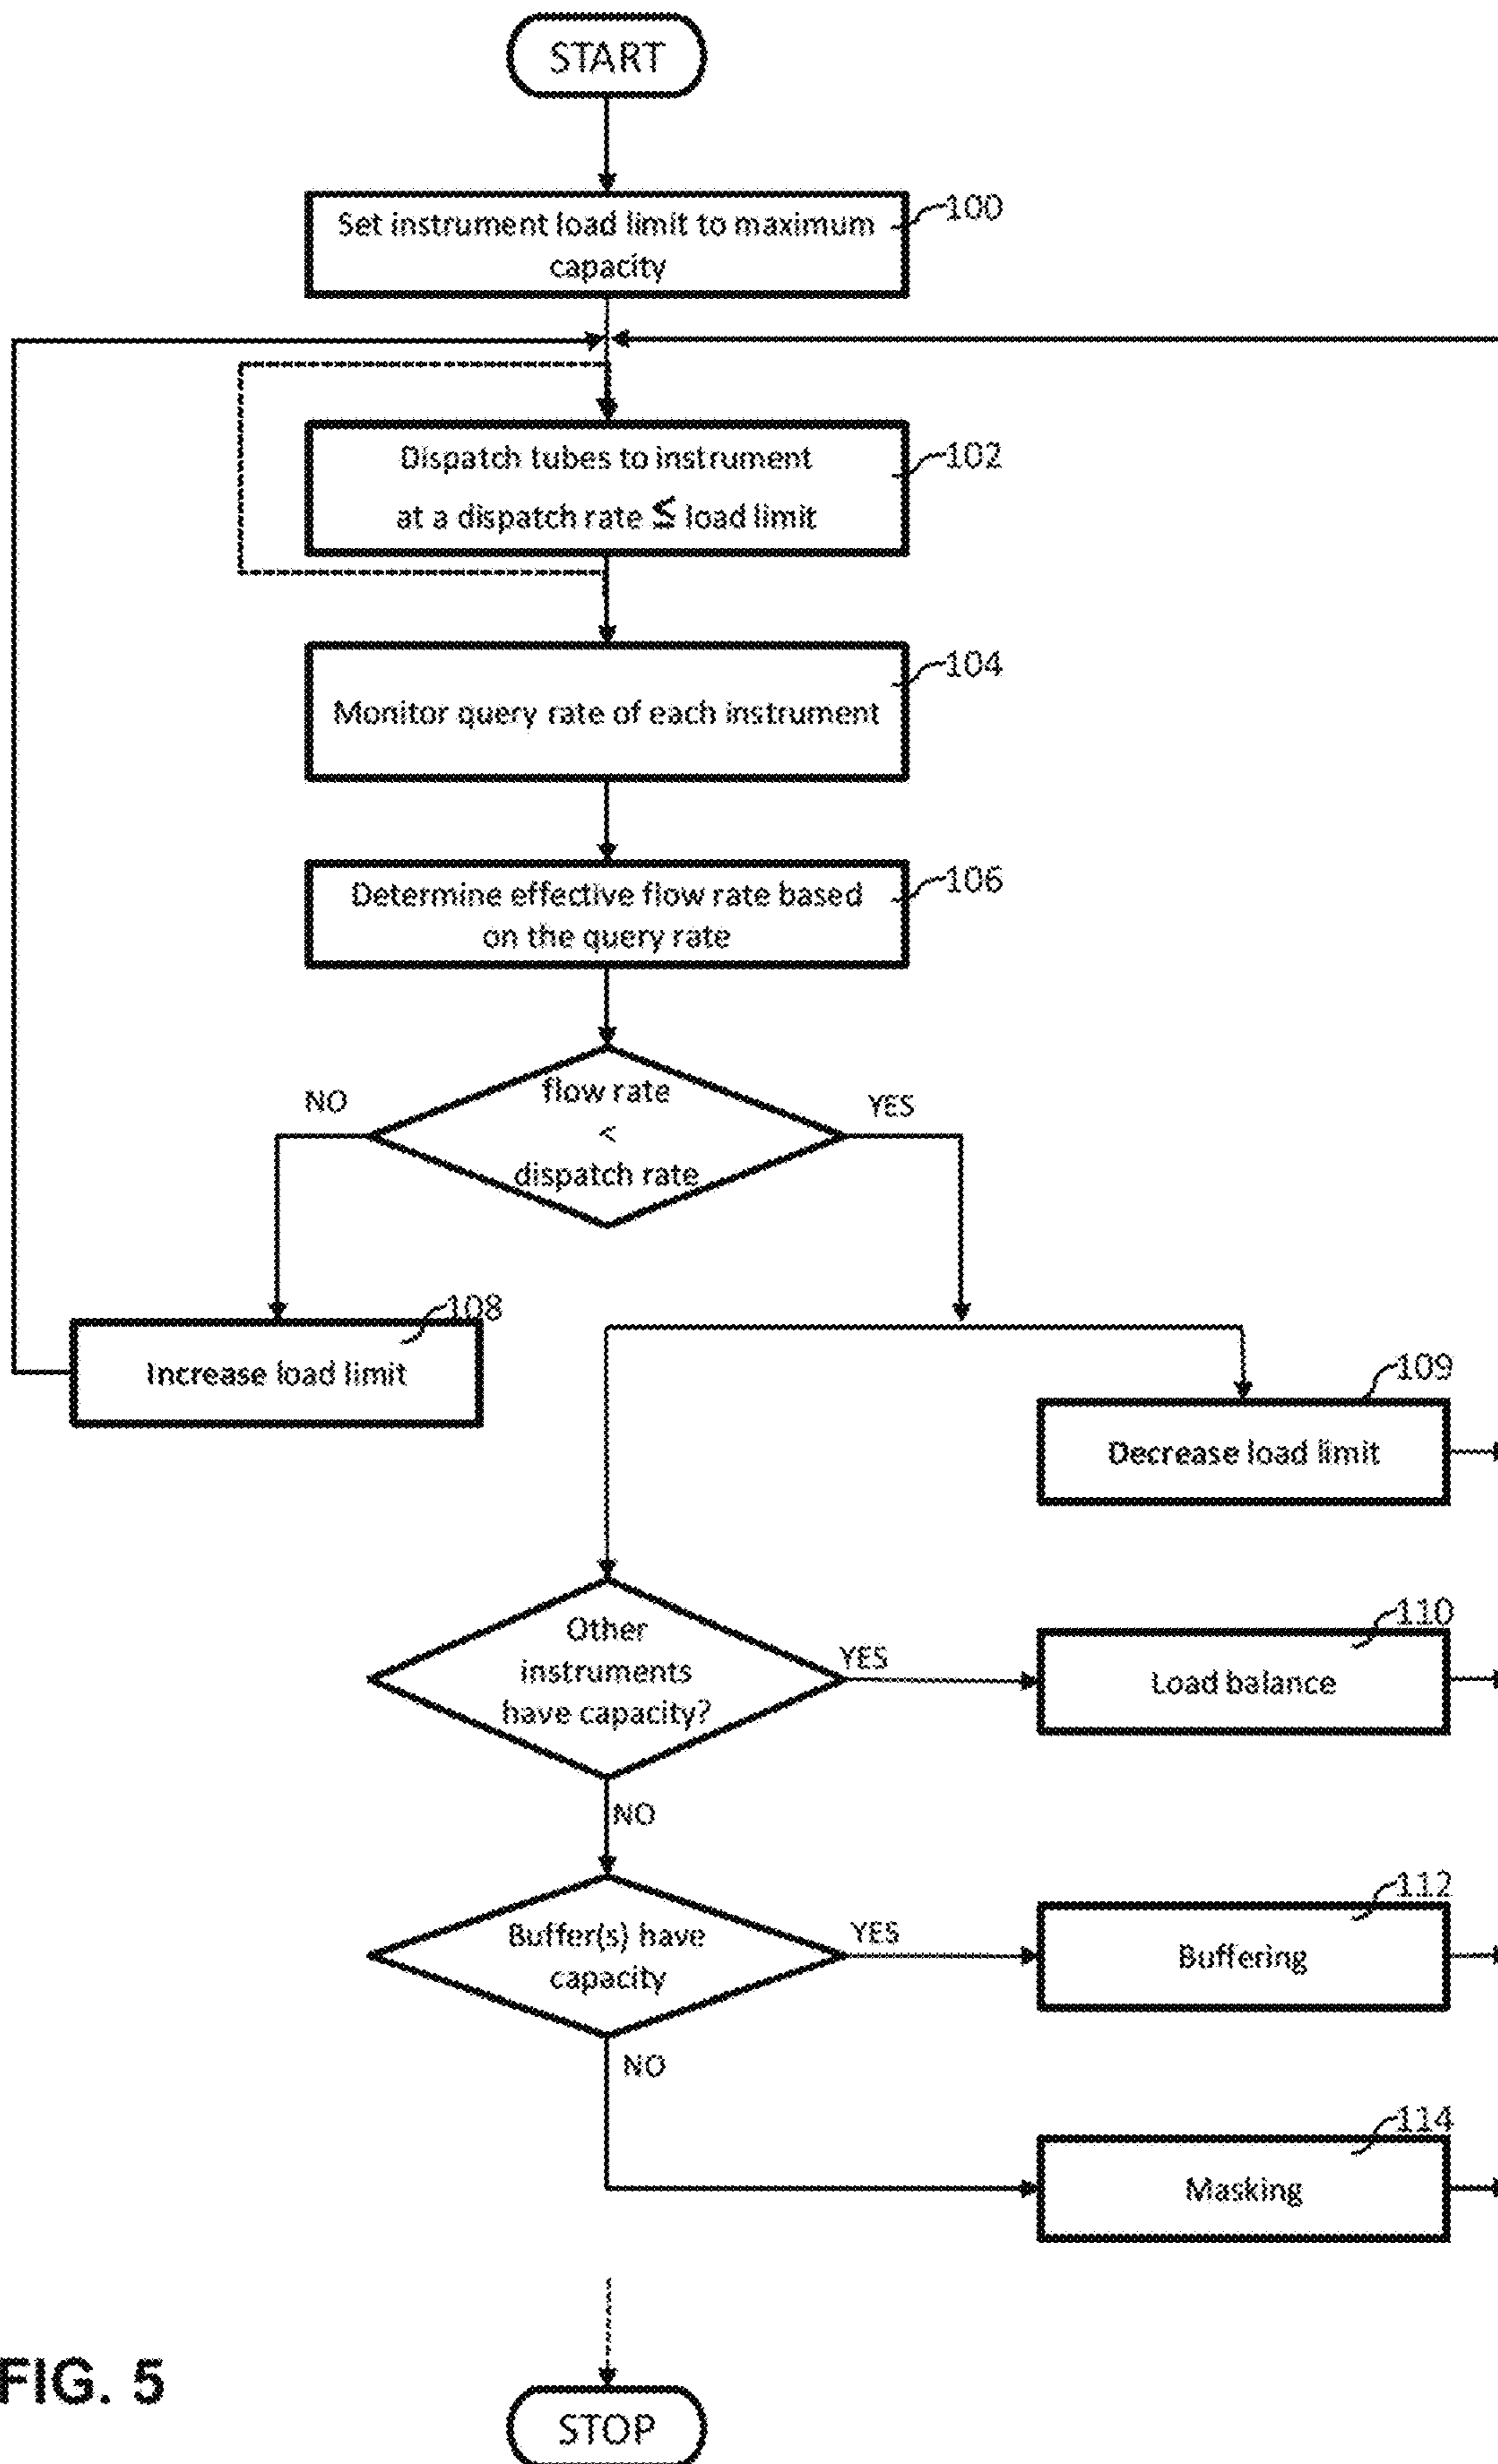 START
Set instrument load limit to maximum
capacity
100
Dispatch tubes to instrument
at a dispatch rate ≦ load limit
102
Monitor query rate of each instrument
104
Determine effective flow rate based
on the query rate
106
flow rate
<
dispatch rate
NO
YES
108
Increase load limit
109
Decrease load limit
Other
instruments
have capacity?
YES
110
Load balance
NO
Buffer(s) have
capacity
YES
112
Buffering
NO
114
Masking
FIG. 5
STOP